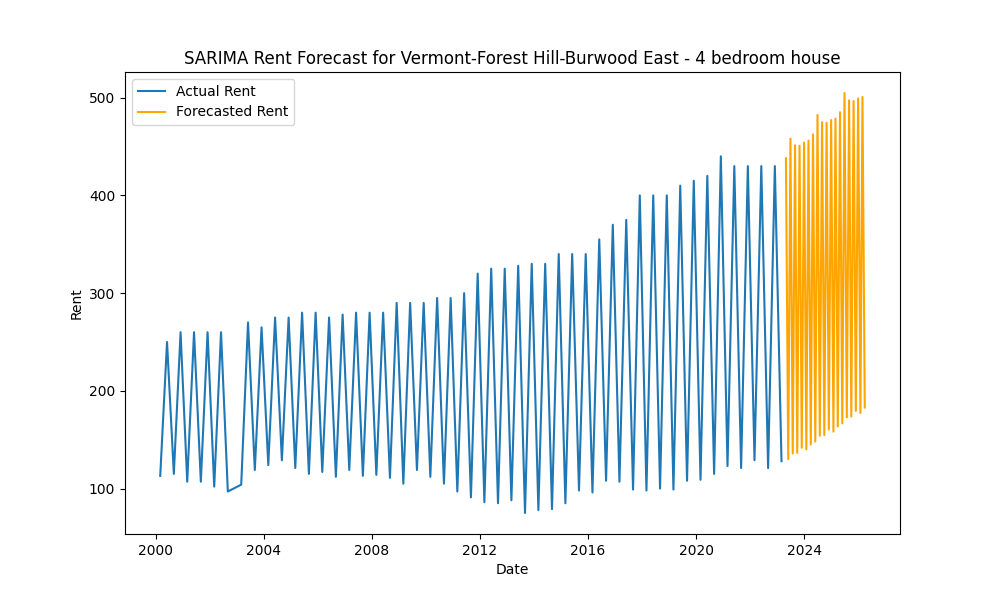 SARIMA Rent Forecast for Vermont-Forest Hill-Burwood East - 4 bedroom house
Actual Rent
Forecasted Rent
500
400
300
200
100
Rent
2000 2004 2008 2012 2016 2020 2024
Date